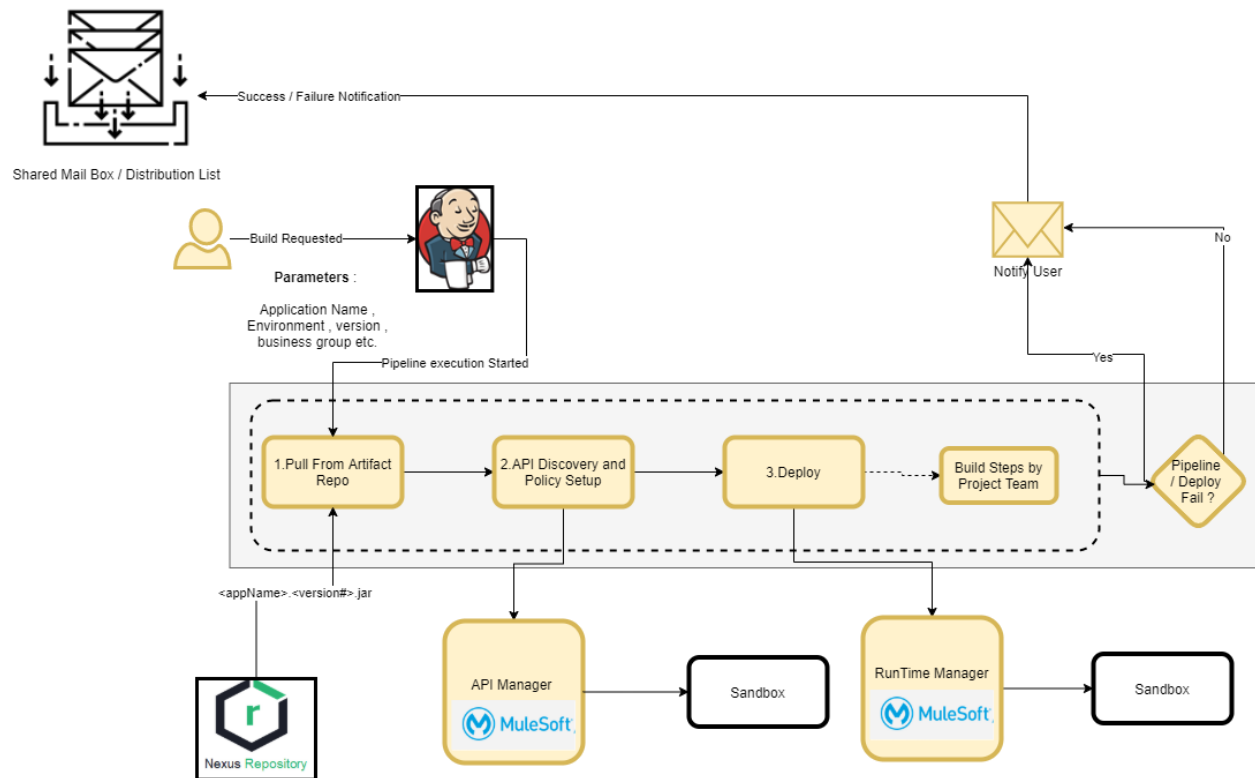 Success / Failure Notification
Shared Mail Box / Distribution List
Build Requested
Parameters :
Application Name ,
Environment , version ,
business group etc.
Notify User
No
Pipeline execution Started
Yes
1.Pull From Artifact
Repo
2.API Discovery and
Policy Setup
3.Deploy
Build Steps by
Project Team
Pipeline
/ Deploy
Fail ?
<appName>.<version#>.jar
r
Nexus Repository
API Manager
MuleSoft
Sandbox
RunTime Manager
MuleSoft
Sandbox